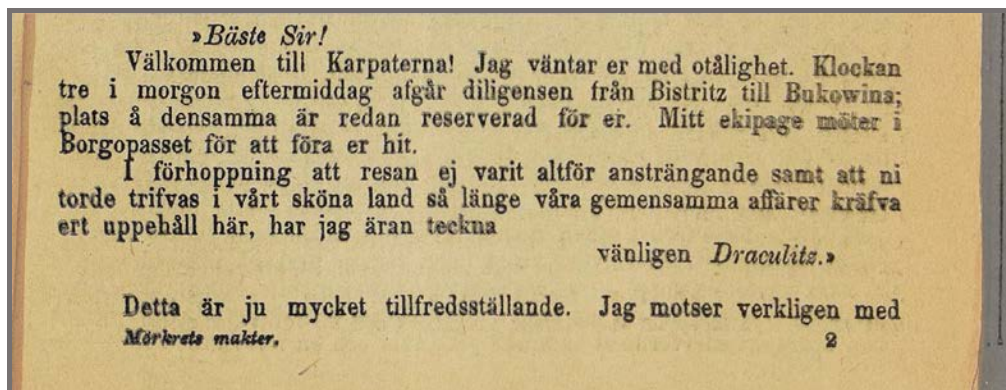 »Bäste Sir!
Välkommen till Karpaterna! Jag väntar er med otålighet. Klockan
tre i morgon eftermiddag afgår diligensen från Bistritz till Bukowina;
plats å densamma är redan reserverad för er. Mitt ekipage möter i
Borgopasset för att föra er hit.
I förhoppning att resan ej varit altför ansträngande samt att ni
torde trifvas i vårt sköna land så länge våra gemensamma affärer kräfva
ert uppehåll här, har jag äran teckna
vänligen Draculitz.»
Detta är ju mycket tillfredsställande. Jag motser verkligen med
Mörkrets makter. 2